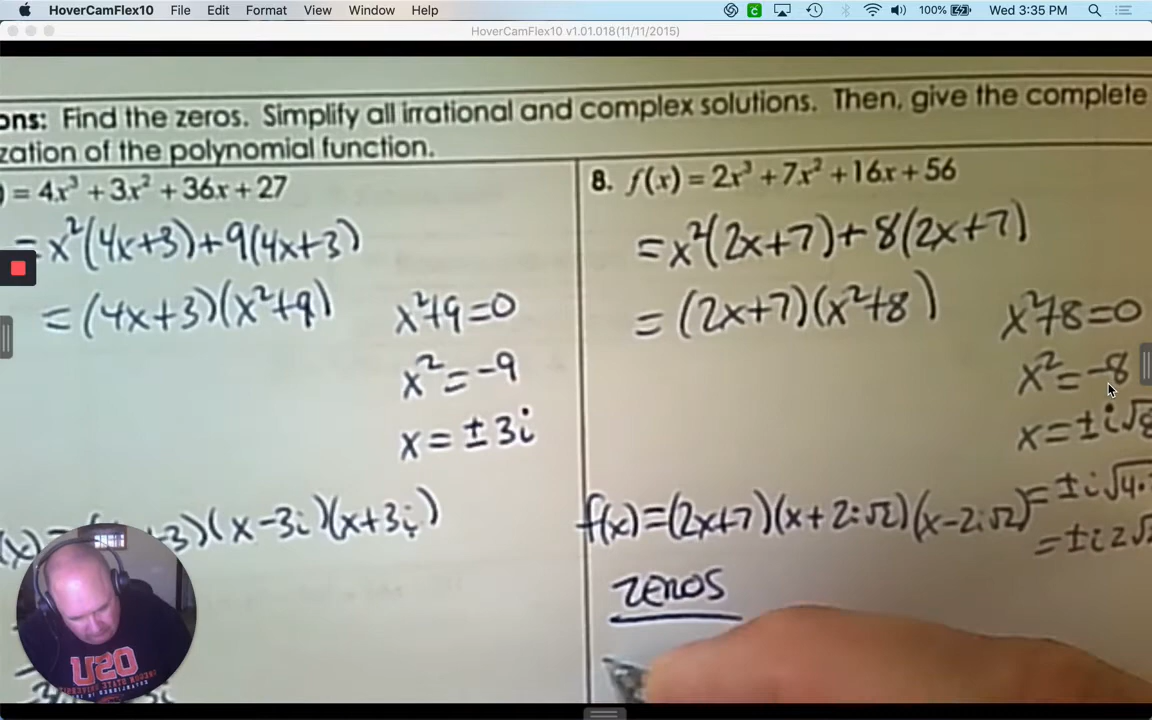 HoverCamFlex10 File Edit Format View Window Help 100% Wed 3:35 PM
HoverCamFlex10 v1.01.018(11/11/2015)
ons: Find the zeros. Simplify all irrational and complex solutions. Then, give the complete
zation of the polynomial function.
) = 4x³ + 3x² + 36x + 27
= x²(4x+3)+9(4x+3)
= (4x+3)(x²+9)
x²+9=0
x²=-9
x=±3i
(x)= +3)(x-3i)(x+3i)
8. f(x) = 2x³ + 7x² + 16x + 56
= x²(2x+7)+8(2x+7)
= (2x+7)(x²+8)
x²+8=0
x²=-8
x=±i√8
=±i√4·
=±i2√2
f(x)=(2x+7)(x+2i√2)(x-2i√2)
zeros